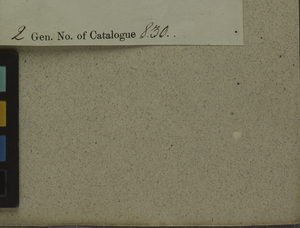 2 Gen. No. of Catalogue 830.